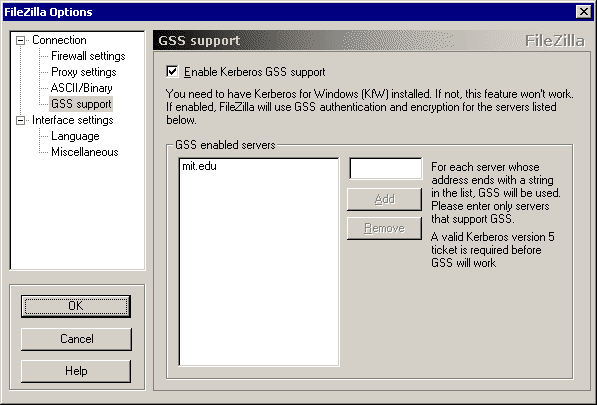 FileZilla Options
Connection
Firewall settings
Proxy settings
ASCII/Binary
GSS support
Interface settings
Language
Miscellaneous
OK
Cancel
Help
GSS support
FileZilla
Enable Kerberos GSS support
You need to have Kerberos for Windows (KfW) installed. If not, this feature won't work.
If enabled, FileZilla will use GSS authentication and encryption for the servers listed
below.
GSS enabled servers
mit.edu
Add
Remove
For each server whose
address ends with a string
in the list, GSS will be used.
Please enter only servers
that support GSS.
A valid Kerberos version 5
ticket is required before
GSS will work